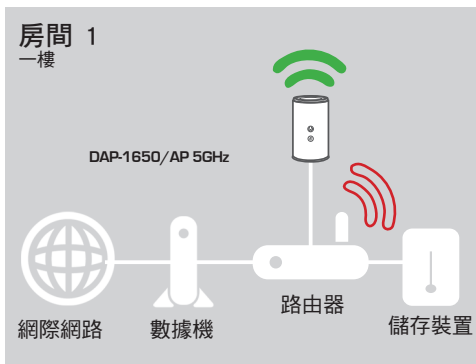 房間 1
一樓
DAP-1650/AP 5GHz
路由器
網際網路
數據機
儲存裝置